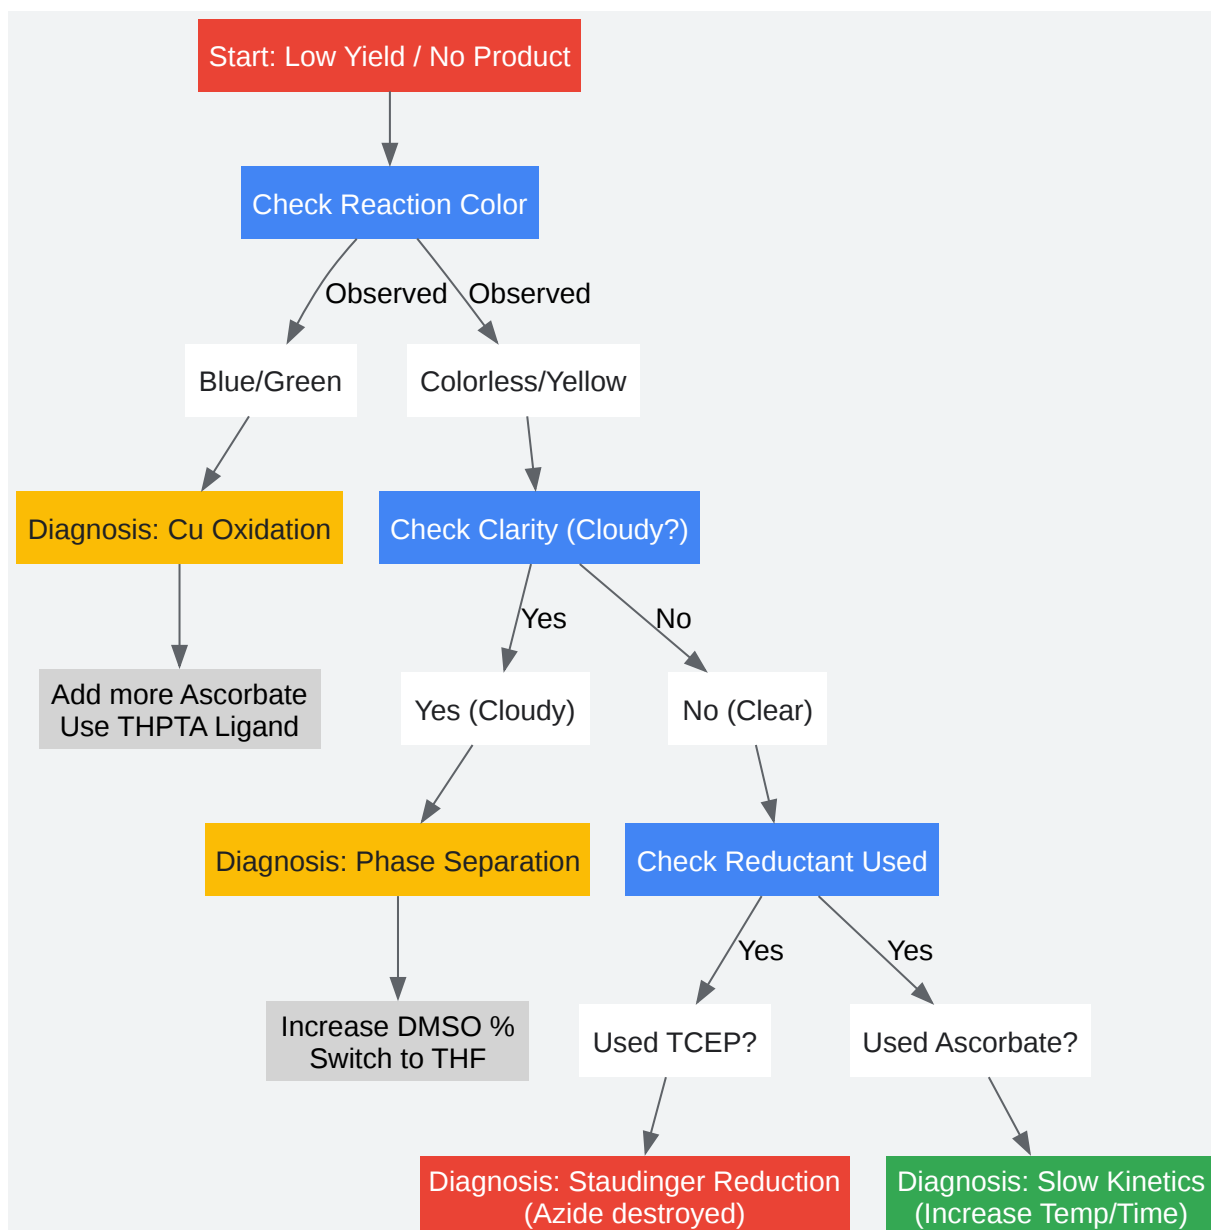 Start: Low Yield / No Product
Check Reaction Color
Observed
Observed
Blue/Green
Colorless/Yellow
Diagnosis: Cu Oxidation
Check Clarity (Cloudy?)
Yes
No
Add more Ascorbate
Use THPTA Ligand
Yes (Cloudy)
No (Clear)
Diagnosis: Phase Separation
Check Reductant Used
Yes
Yes
Increase DMSO %
Switch to THF
Used TCEP?
Used Ascorbate?
Diagnosis: Staudinger Reduction
(Azide destroyed)
Diagnosis: Slow Kinetics
(Increase Temp/Time)